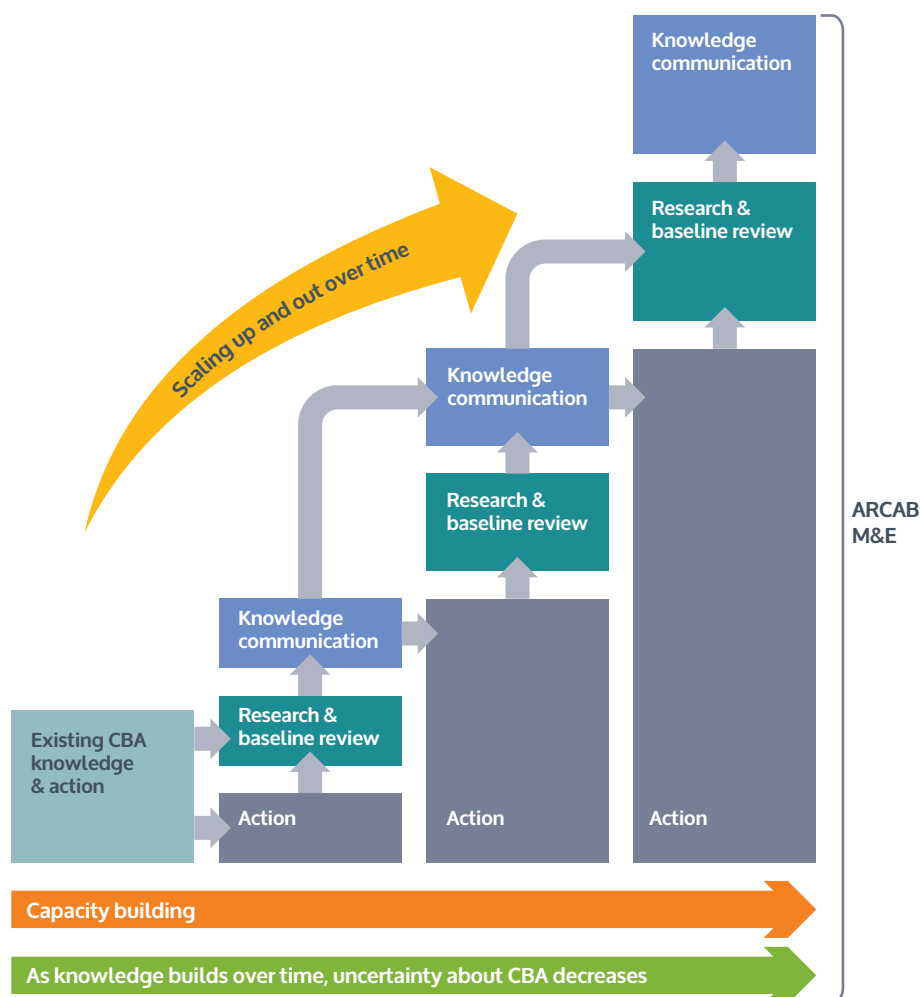 Knowledge
communication
Research &
baseline review
Scaling up and out over time
Knowledge
communication
Research &
baseline review
ARCAB
M&E
Knowledge
communication
Existing CBA
knowledge
& action
Research &
baseline review
Action
Action
Action
Capacity building
As knowledge builds over time, uncertainty about CBA decreases